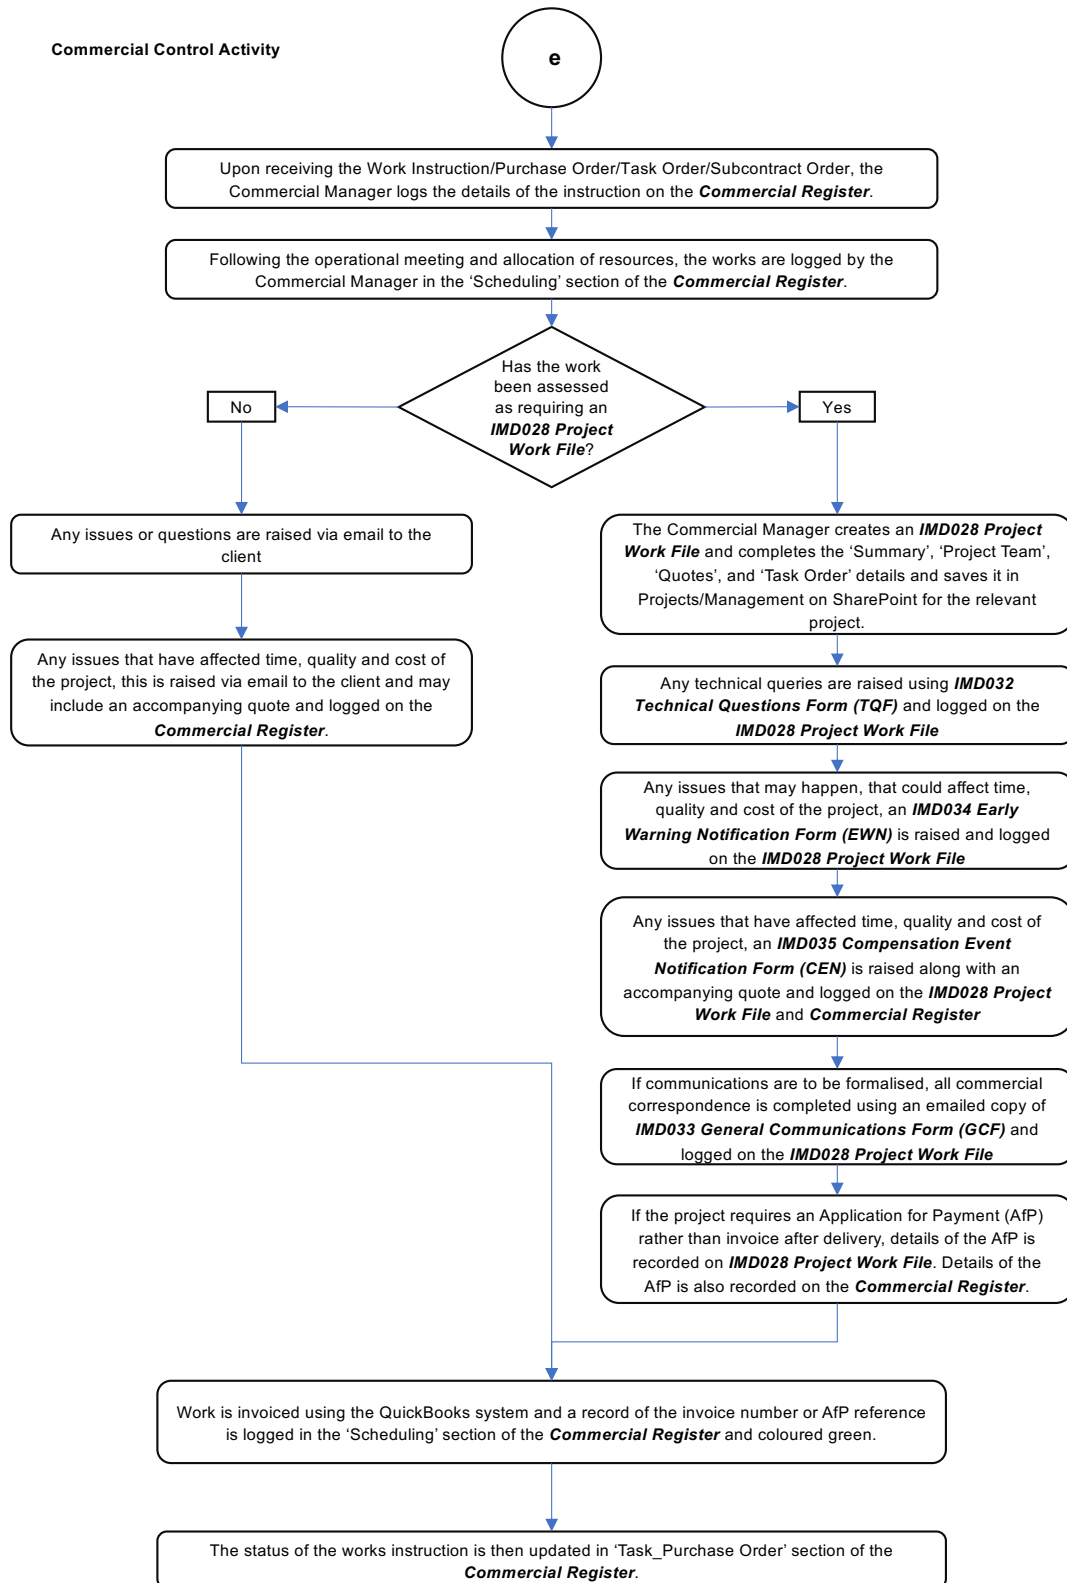 Commercial Control Activity
e
Upon receiving the Work Instruction/Purchase Order/Task Order/Subcontract Order, the
Commercial Manager logs the details of the instruction on the Commercial Register.
Following the operational meeting and allocation of resources, the works are logged by the
Commercial Manager in the ‘Scheduling’ section of the Commercial Register.
Has the work
been assessed
as requiring an
IMD028 Project
Work File?
No
Yes
Any issues or questions are raised via email to the
client
Any issues that have affected time, quality and cost of
the project, this is raised via email to the client and may
include an accompanying quote and logged on the
Commercial Register.
The Commercial Manager creates an IMD028 Project
Work File and completes the ‘Summary’, ‘Project Team’,
‘Quotes’, and ‘Task Order’ details and saves it in
Projects/Management on SharePoint for the relevant
project.
Any technical queries are raised using IMD032
Technical Questions Form (TQF) and logged on the
IMD028 Project Work File
Any issues that may happen, that could affect time,
quality and cost of the project, an IMD034 Early
Warning Notification Form (EWN) is raised and logged
on the IMD028 Project Work File
Any issues that have affected time, quality and cost of
the project, an IMD035 Compensation Event
Notification Form (CEN) is raised along with an
accompanying quote and logged on the IMD028 Project
Work File and Commercial Register
If communications are to be formalised, all commercial
correspondence is completed using an emailed copy of
IMD033 General Communications Form (GCF) and
logged on the IMD028 Project Work File
If the project requires an Application for Payment (AfP)
rather than invoice after delivery, details of the AfP is
recorded on IMD028 Project Work File. Details of the
AfP is also recorded on the Commercial Register.
Work is invoiced using the QuickBooks system and a record of the invoice number or AfP reference
is logged in the ‘Scheduling’ section of the Commercial Register and coloured green.
The status of the works instruction is then updated in ‘Task_Purchase Order’ section of the
Commercial Register.